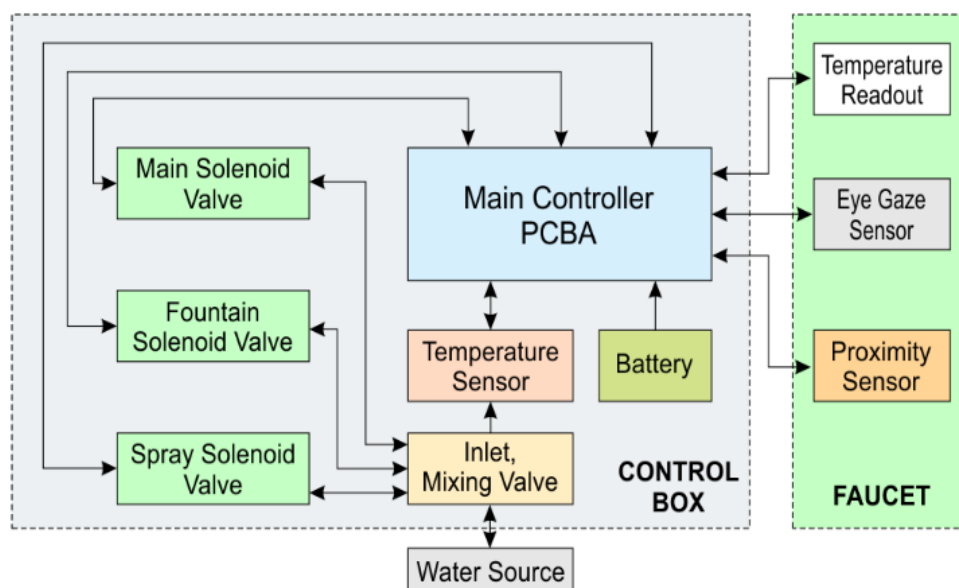 Temperature
Readout
Main Solenoid
Valve
Main Controller
PCBA
Eye Gaze
Sensor
Fountain
Solenoid Valve
Temperature
Sensor
Battery
Proximity
Sensor
Spray Solenoid
Valve
Inlet,
Mixing Valve
CONTROL
BOX
FAUCET
Water Source